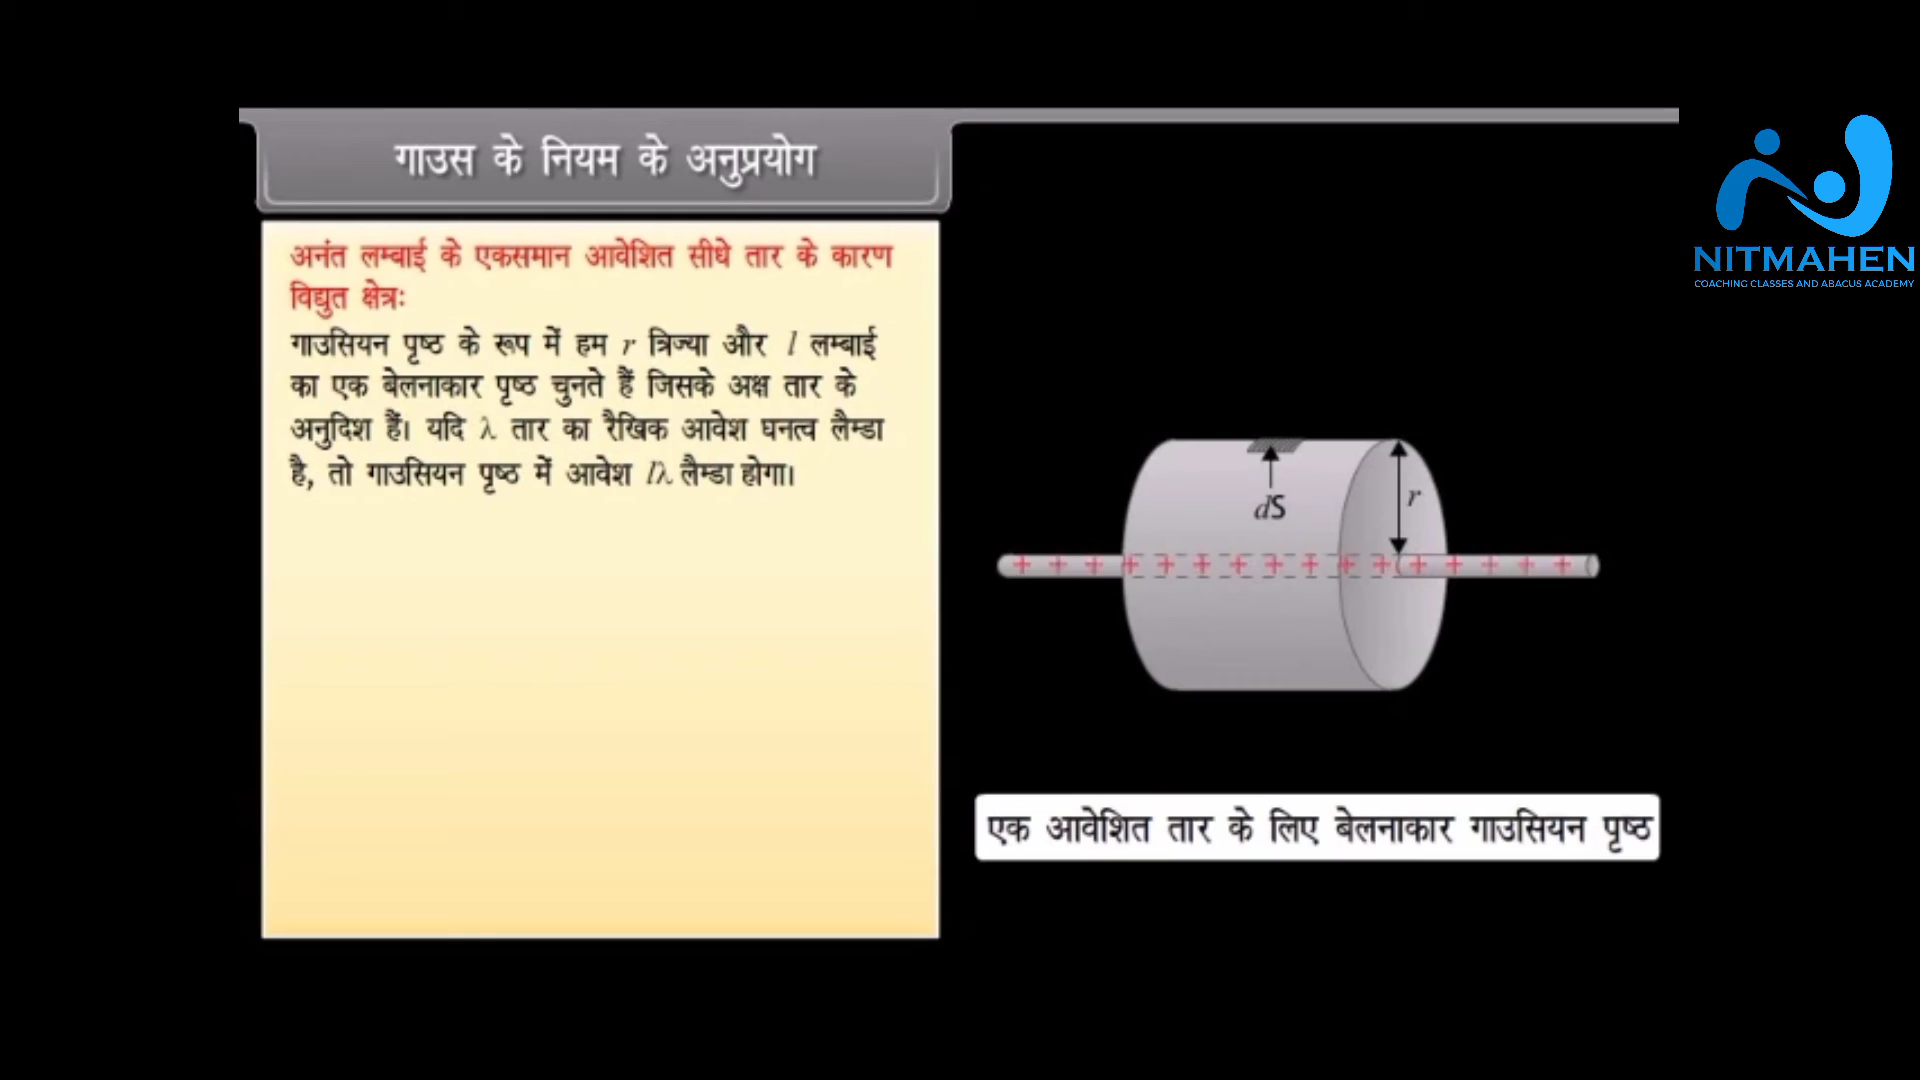 गाउस के नियम के अनुप्रयोग
अनंत लम्बाई के एकसमान आवेशित सीधे तार के कारण
विद्युत क्षेत्रः
गाउसियन पृष्ठ के रूप में हम r त्रिज्या और l लम्बाई
का एक बेलनाकार पृष्ठ चुनते हैं जिसके अक्ष तार के
अनुदिश हैं। यदि λ तार का रैखिक आवेश घनत्व लैम्डा
है, तो गाउसियन पृष्ठ में आवेश lλ लैम्डा होगा।
dS
r
+ + + + + + + + + + + + + + + +
एक आवेशित तार के लिए बेलनाकार गाउसियन पृष्ठ
NITMAHEN
COACHING CLASSES AND ABACUS ACADEMY